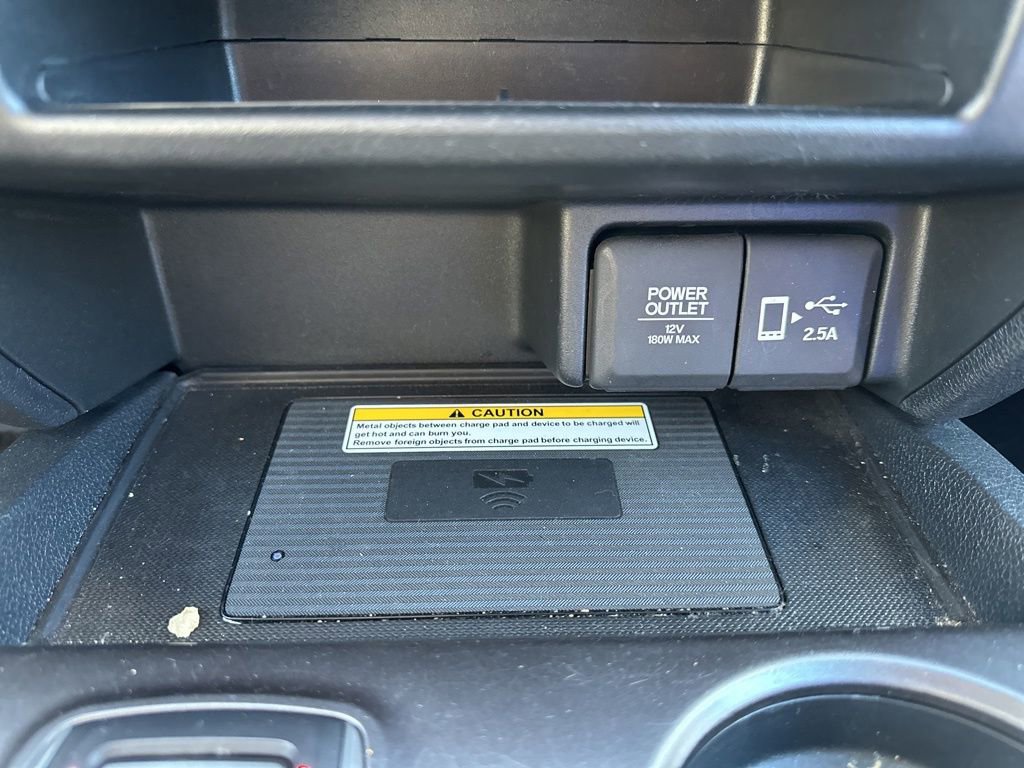 POWER
OUTLET
12V
180W MAX
2.5A
CAUTION
Metal objects between charge pad and device to be charged will
get hot and can burn you.
Remove foreign objects from charge pad before charging device.